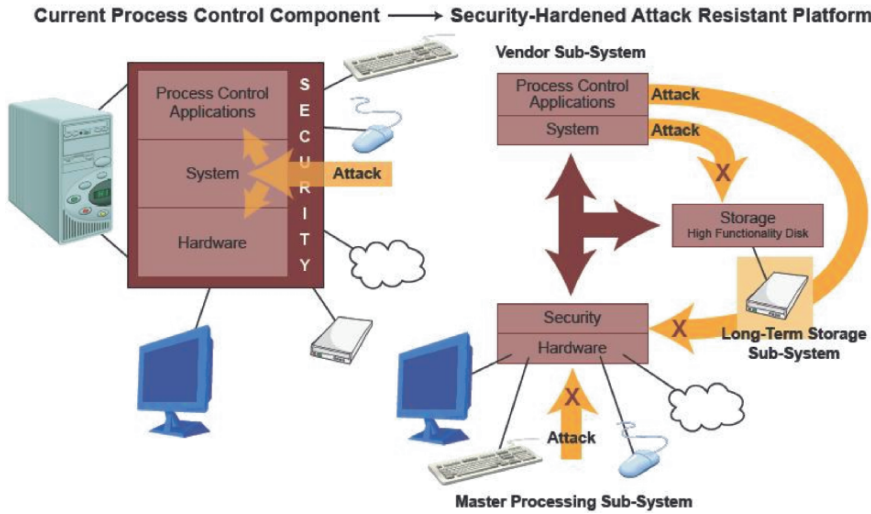 Current Process Control Component
Security-Hardened Attack Resistant Platform
Process Control
Applications
System
Hardware
SECURITY
Attack
Vendor Sub-System
Process Control
Applications
System
Attack
Attack
X
Storage
High Functionality Disk
Long-Term Storage
Sub-System
X
Security
Hardware
X
Attack
Master Processing Sub-System